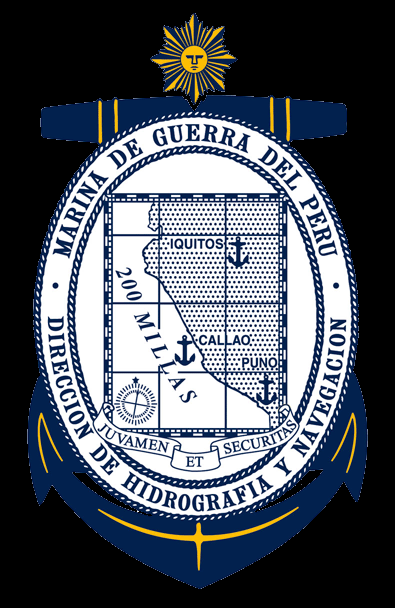 MARINA DE GUERRA DEL PERU
IQUITOS
200 MILLAS
CALLAO
PUNO
JUVAMEN ET SECURITAS
• DIRECCION DE HIDROGRAFIA Y NAVEGACION •